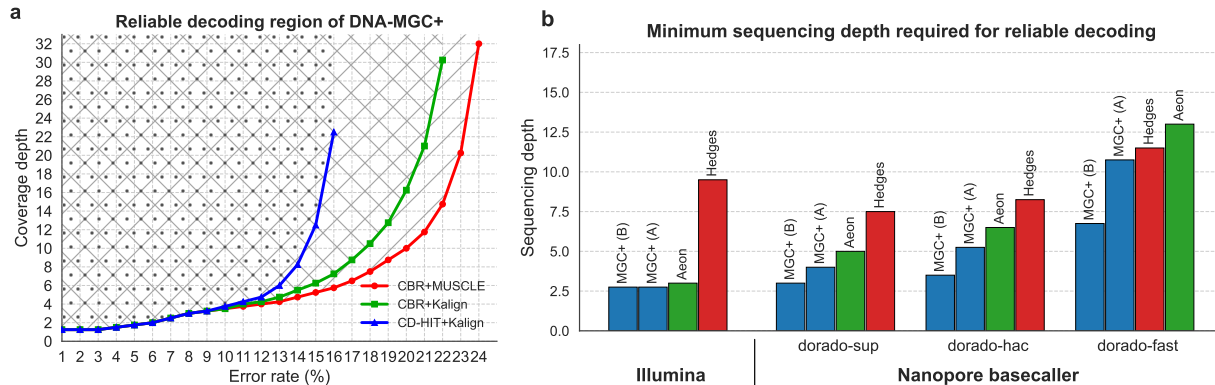 a
Reliable decoding region of DNA-MGC+
Coverage depth
32
30
28
26
24
22
20
18
16
14
12
10
8
6
4
2
0
CBR+MUSCLE
CBR+Kalign
CD-HIT+Kalign
1 2 3 4 5 6 7 8 9 10 11 12 13 14 15 16 17 18 19 20 21 22 23 24
Error rate (%)
b
Minimum sequencing depth required for reliable decoding
Sequencing depth
17.5
15.0
12.5
10.0
7.5
5.0
2.5
0.0
MGC+ (B)
MGC+ (A)
Aeon
Hedges
MGC+ (B)
MGC+ (A)
Aeon
Hedges
MGC+ (B)
MGC+ (A)
Aeon
Hedges
MGC+ (B)
MGC+ (A)
Hedges
Aeon
dorado-sup dorado-hac dorado-fast
Illumina Nanopore basecaller